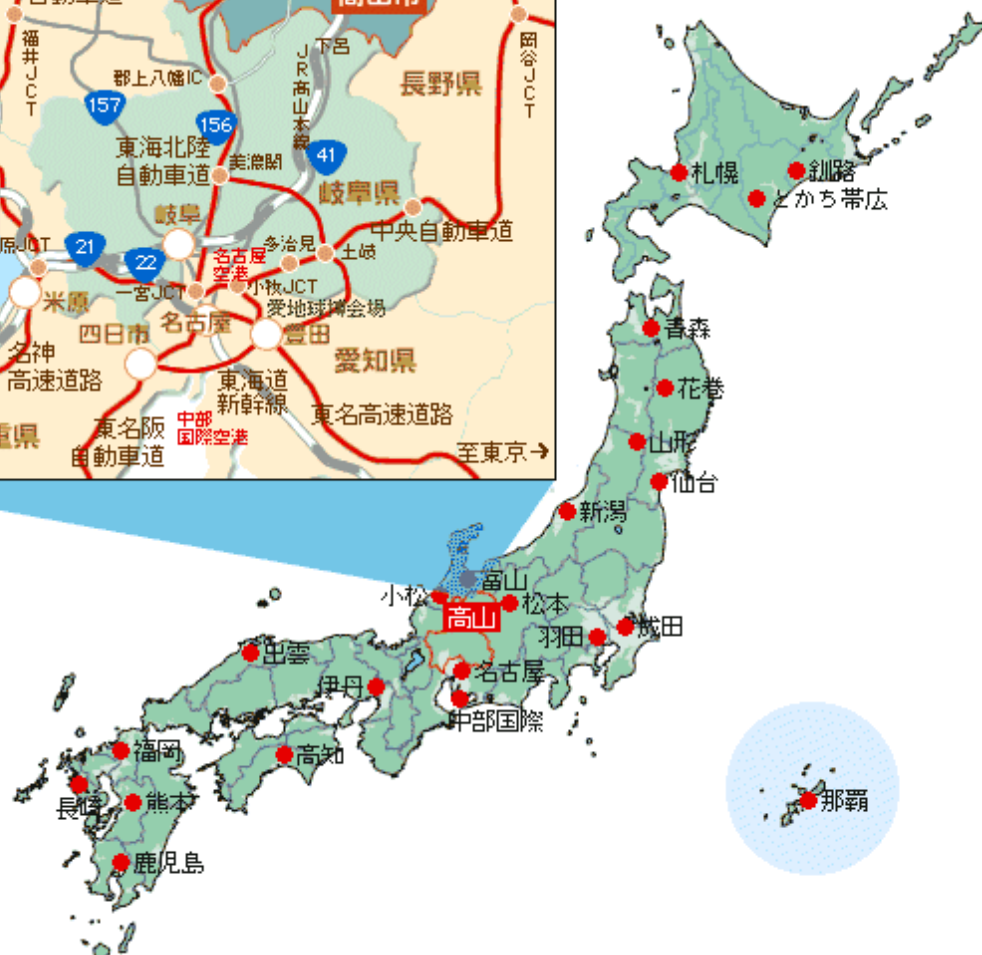 自動車道
高山市
福井JCT
郡上八幡IC
JR高山本線
下呂
岡谷JCT
長野県
157
156
東海北陸
自動車道
美濃関
41
岐阜県
岐阜
中央自動車道
原JCT
21
22
名古屋
空港
多治見
土岐
一宮JCT
小牧JCT
愛地球博会場
米原
四日市
名古屋
豊田
愛知県
名神
高速道路
東海道
新幹線
東名高速道路
重県
東名阪
自動車道
中部
国際空港
至東京→
札幌
釧路
とかち帯広
青森
花巻
山形
仙台
新潟
富山
小松
松本
高山
羽田
成田
出雲
伊丹
名古屋
中部国際
福岡
高知
長崎
熊本
鹿児島
那覇